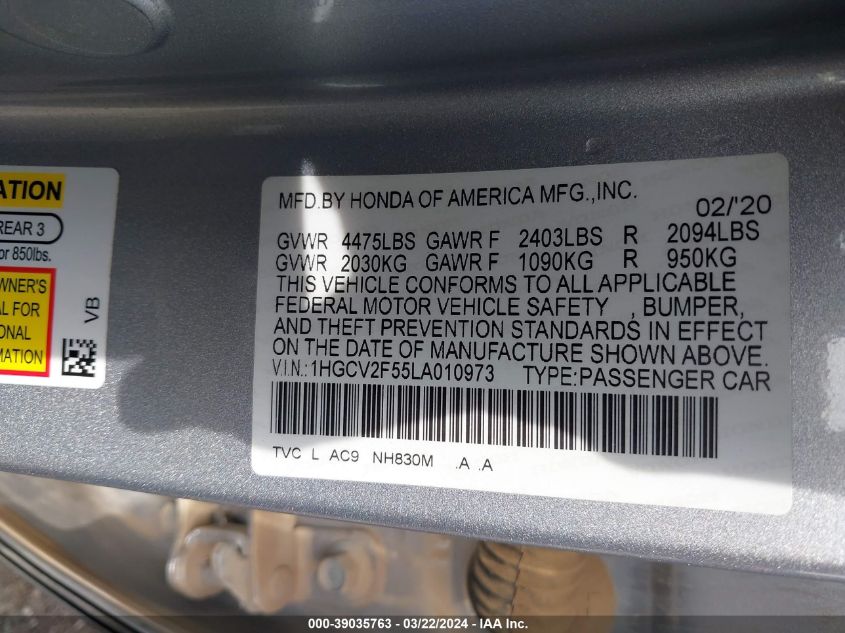 ATION
REAR 3
or 850lbs.
OWNER'S
AL FOR
ONAL
MATION
VB
MFD.BY HONDA OF AMERICA MFG.,INC.
02/'20
GVWR 4475LBS GAWR F 2403LBS R 2094LBS
GVWR 2030KG GAWR F 1090KG R 950KG
THIS VEHICLE CONFORMS TO ALL APPLICABLE
FEDERAL MOTOR VEHICLE SAFETY , BUMPER,
AND THEFT PREVENTION STANDARDS IN EFFECT
ON THE DATE OF MANUFACTURE SHOWN ABOVE.
V.I.N.:1HGCV2F55LA010973 TYPE:PASSENGER CAR
TVC L AC9 NH830M .A .A
000-39035763 - 03/22/2024 - IAA Inc.